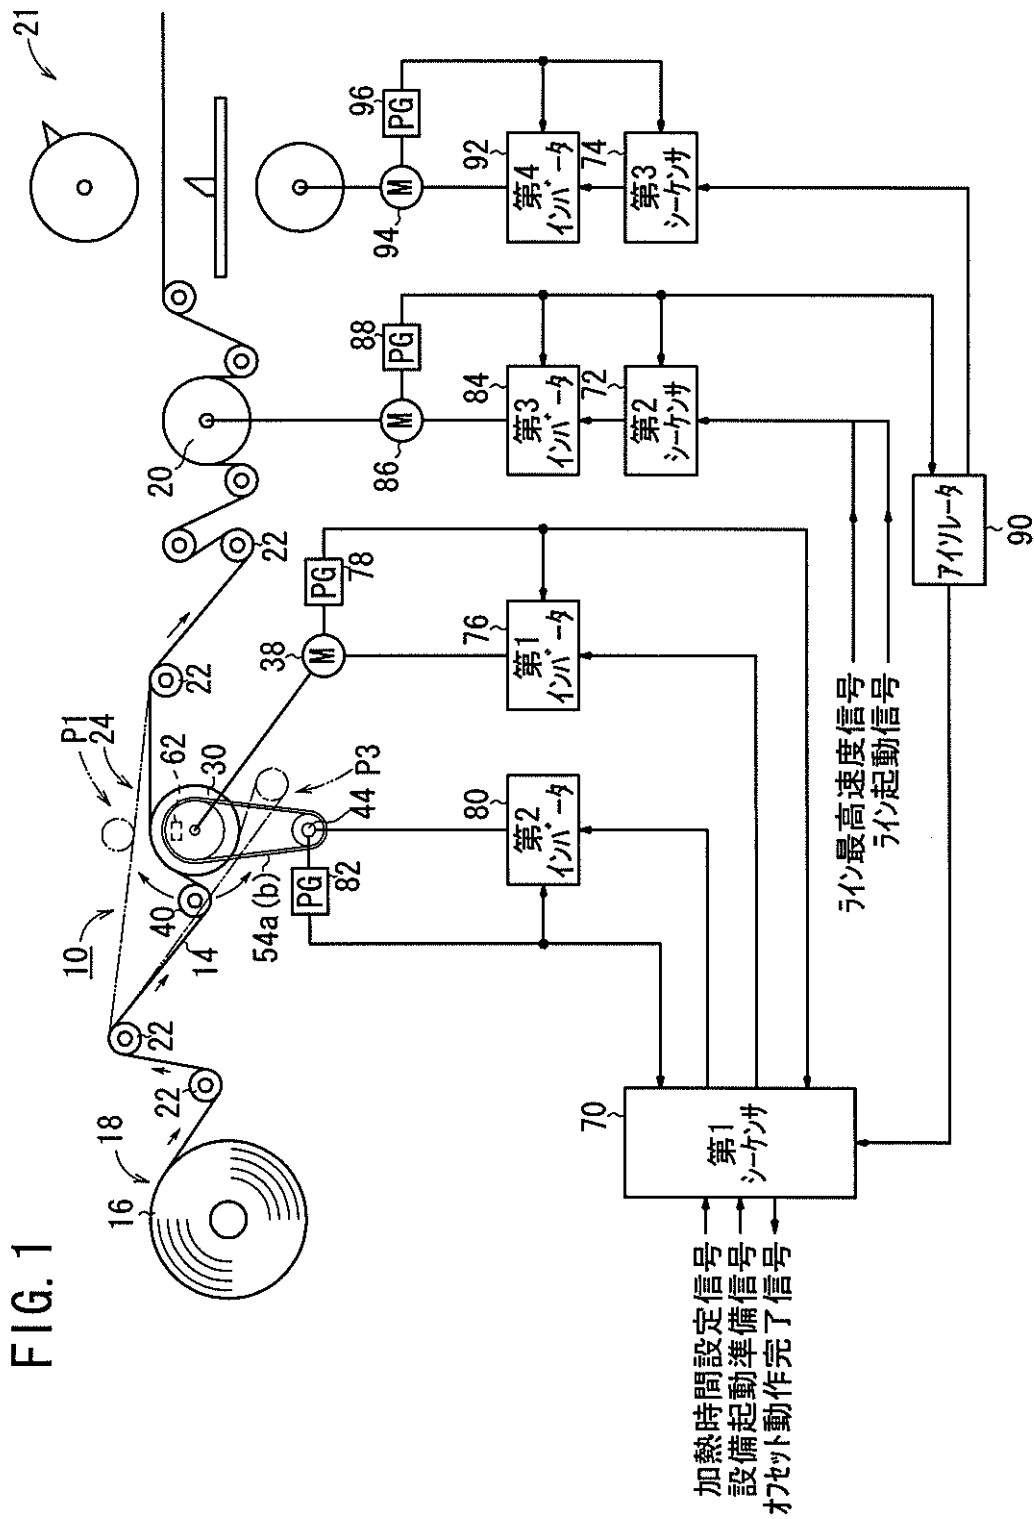 FIG. 1
21
16
18
22
22
10
14
40
P1
24
62
30
P3
44
54a (b)
22
22
20
PG
82
M
38
PG
78
M
86
PG
88
M
94
PG
96
80
第2
インバータ
76
第1
インバータ
84
第3
インバータ
92
第4
インバータ
72
第2
シーケンサ
74
第3
シーケンサ
70
第1
シーケンサ
アイソレータ
90
ライン最高速度信号
ライン起動信号
加熱時間設定信号
設備起動準備信号
オフセット動作完了信号